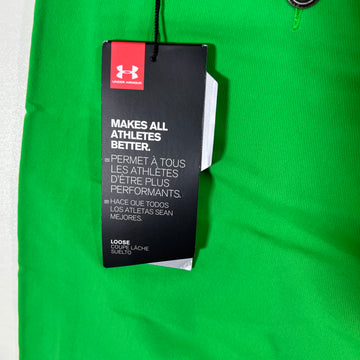 UNDER ARMOUR
MAKES ALL
ATHLETES
BETTER.
PERMET À TOUS
LES ATHLÈTES
D'ÊTRE PLUS
PERFORMANTS.
HACE QUE TODOS
LOS ATLETAS SEAN
MEJORES.
LOOSE
COUPE LÂCHE
SUELTO